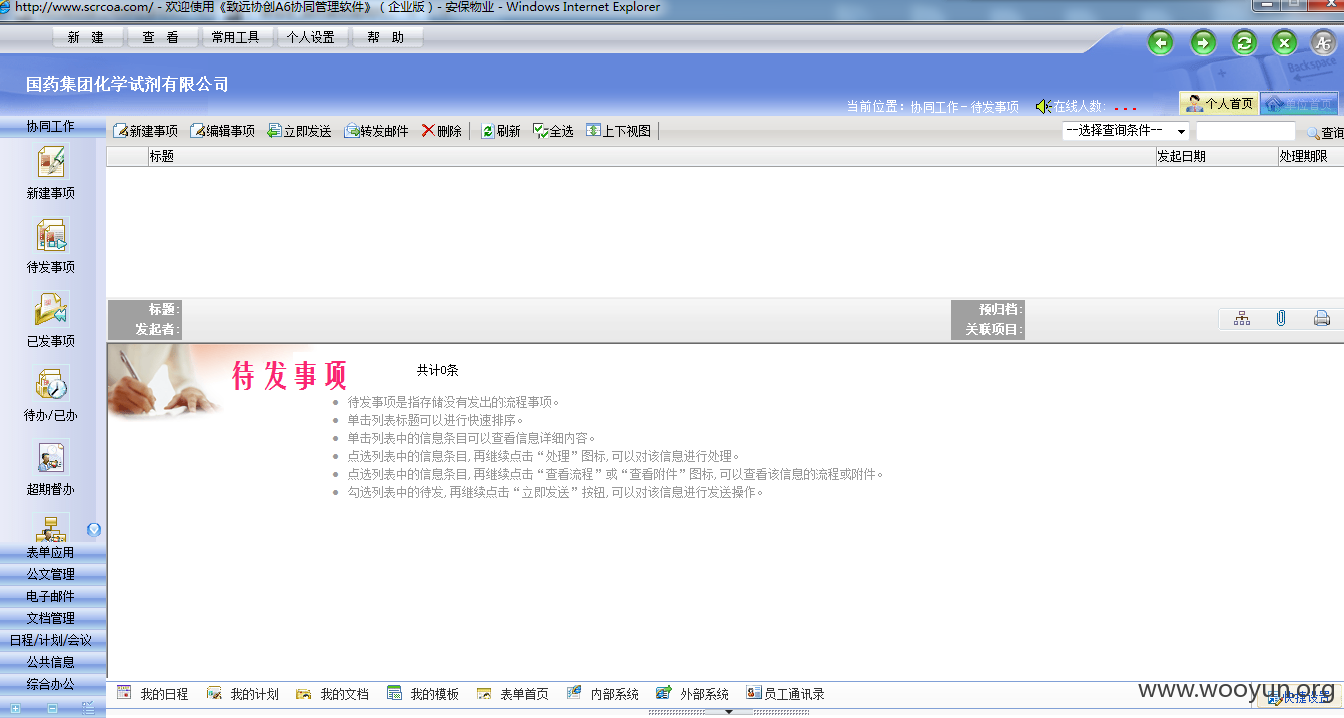 http://www.scrcoa.com/ - 欢迎使用《致远协创A6协同管理软件》（企业版）- 安保物业 - Windows Internet Explorer
新 建 查 看 常用工具 个人设置 帮 助
A6
Backspace
国药集团化学试剂有限公司
当前位置：协同工作 - 待发事项 在线人数: ... 个人首页 单位首页
协同工作
新建事项 编辑事项 立即发送 转发邮件 删除 刷新 全选 上下视图 --选择查询条件-- 查询
标题 发起日期 处理期限
新建事项
待发事项
已发事项
待办/已办
超期督办
标题:
发起者:
预归档:
关联项目:
待发事项 共计0条
● 待发事项是指存储没有发出的流程事项。
● 单击列表标题可以进行快速排序。
● 单击列表中的信息条目可以查看信息详细内容。
● 点选列表中的信息条目,再继续点击“处理”图标,可以对该信息进行处理。
● 点选列表中的信息条目,再继续点击“查看流程”或“查看附件”图标,可以查看该信息的流程或附件。
● 勾选列表中的待发,再继续点击“立即发送”按钮,可以对该信息进行发送操作。
表单应用
公文管理
电子邮件
文档管理
日程/计划/会议
公共信息
综合办公
我的日程 我的计划 我的文档 我的模板 表单首页 内部系统 外部系统 员工通讯录
快捷设置
www.wooyun.org